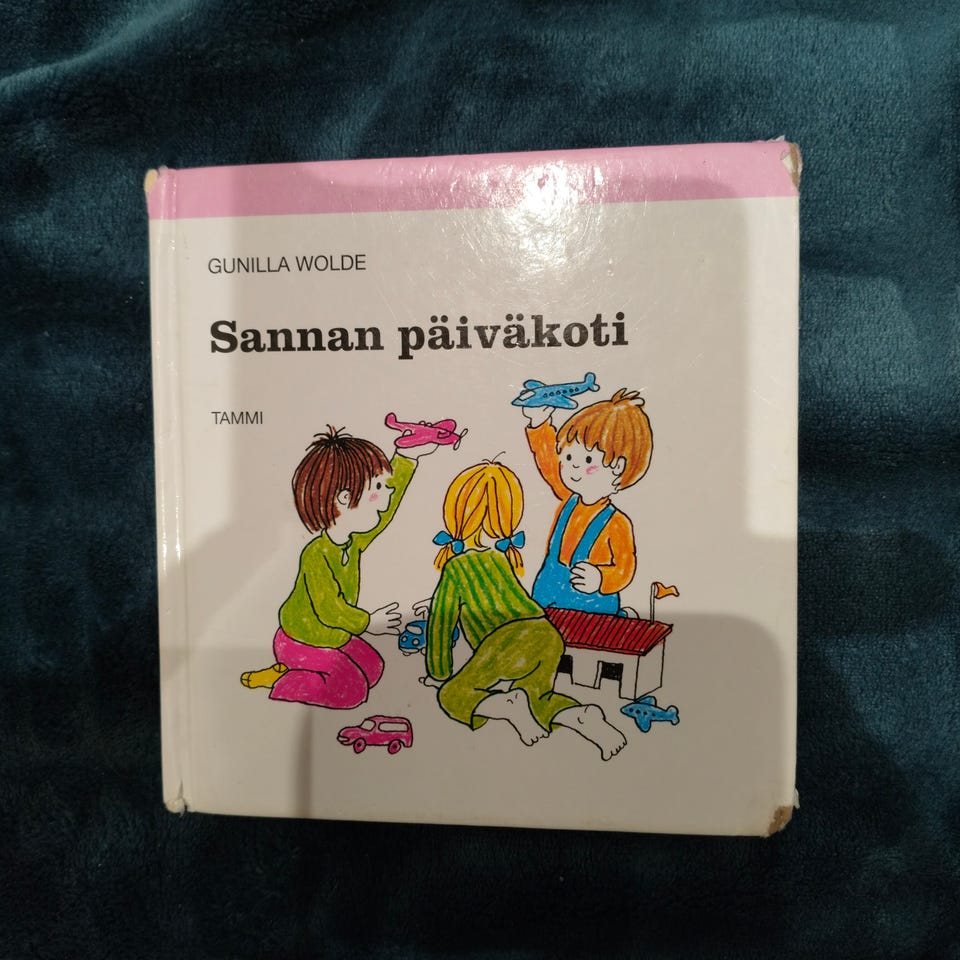 GUNILLA WOLDE
Sannan päiväkoti
TAMMI